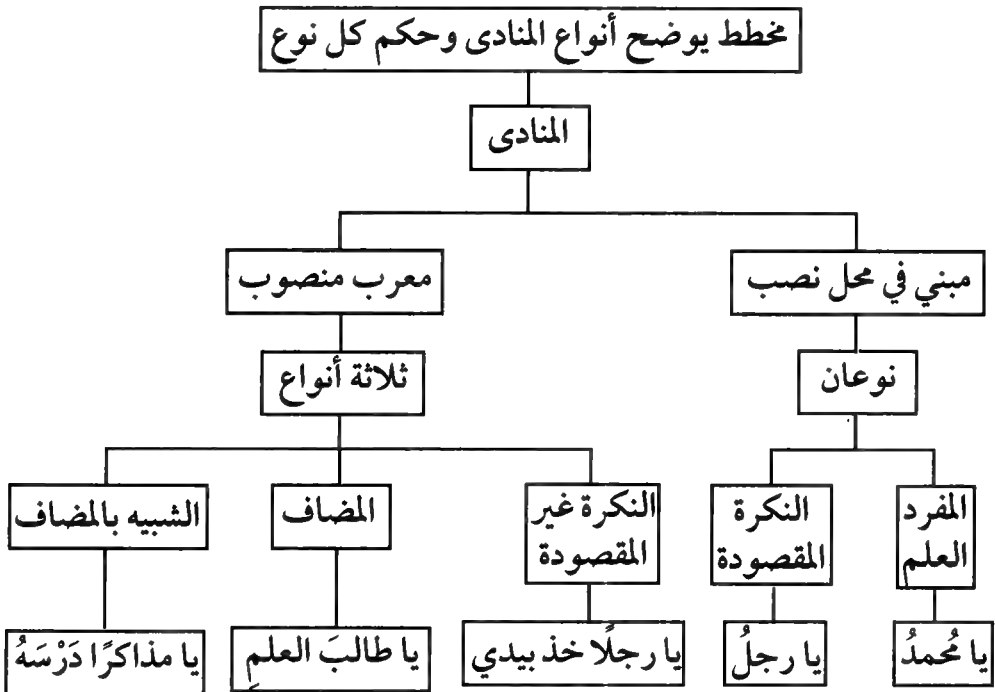 مخطط يوضح أنواع المنادى وحكم كل نوع
المنادى
مبني في محل نصب
معرب منصوب
نوعان
ثلاثة أنواع
المفرد
العلم
النكرة
المقصودة
النكرة غير
المقصودة
المضاف
الشبيه بالمضاف
يا مُحمدُ
يا رجلُ
يا رجلًا خذ بيدي
يا طالبَ العلمِ
يا مذاكرًا دَرْسَهُ